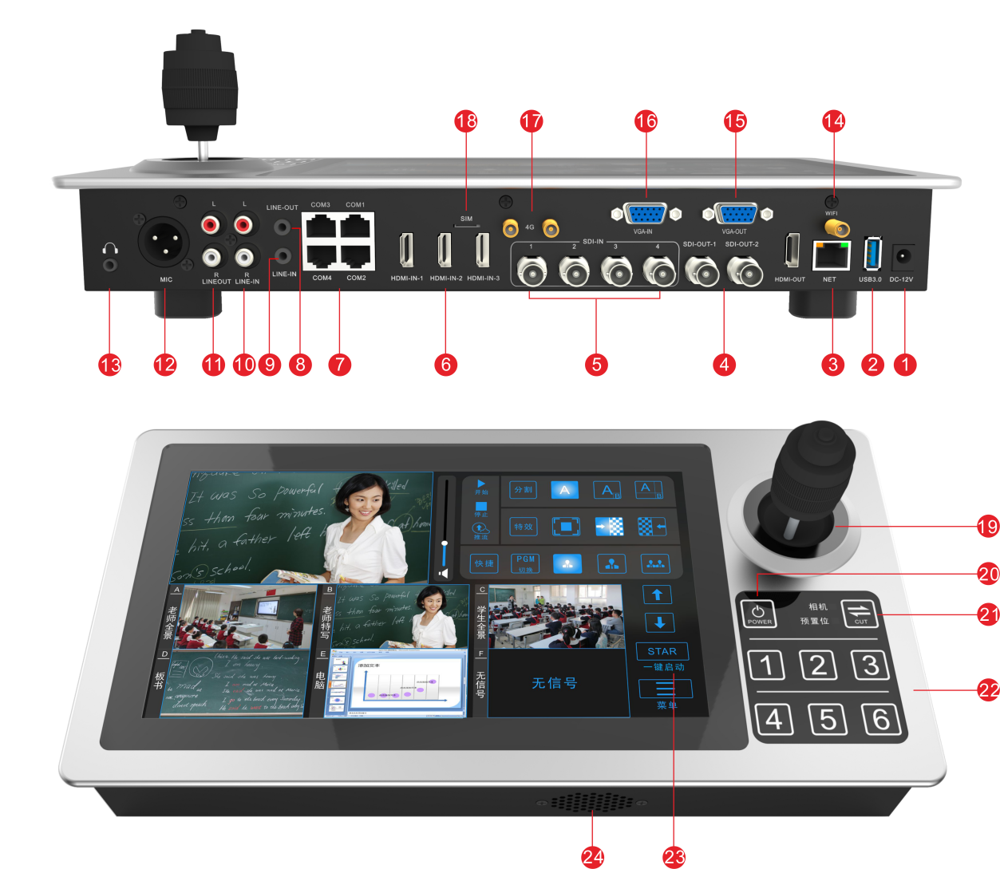 18
17
16
15
14
L
L
LINE-OUT
COM3
COM1
SIM
4G
VGA-IN
VGA-OUT
WIFI
SDI-IN
1
2
3
4
SDI-OUT-1
SDI-OUT-2
MIC
R
LINEOUT
R
LINE-IN
LINE-IN
COM4
COM2
HDMI-IN-1
HDMI-IN-2
HDMI-IN-3
HDMI-OUT
NET
USB3.0
DC-12V
13
12
11
10
9
8
7
6
5
4
3
2
1
It was So powerful
ss than four minutes.
hit, a father left
Son's School.
开始
停止
推流
分割
A
A
B
A
B
特效
快捷
PGM
切换
A
老师全景
B
老师特写
C
学生全景
D
板书
E
电脑
添加文本
F
无信号
无信号
STAR
一键启动
菜单
POWER
相机
预置位
CUT
1
2
3
4
5
6
19
20
21
22
23
24